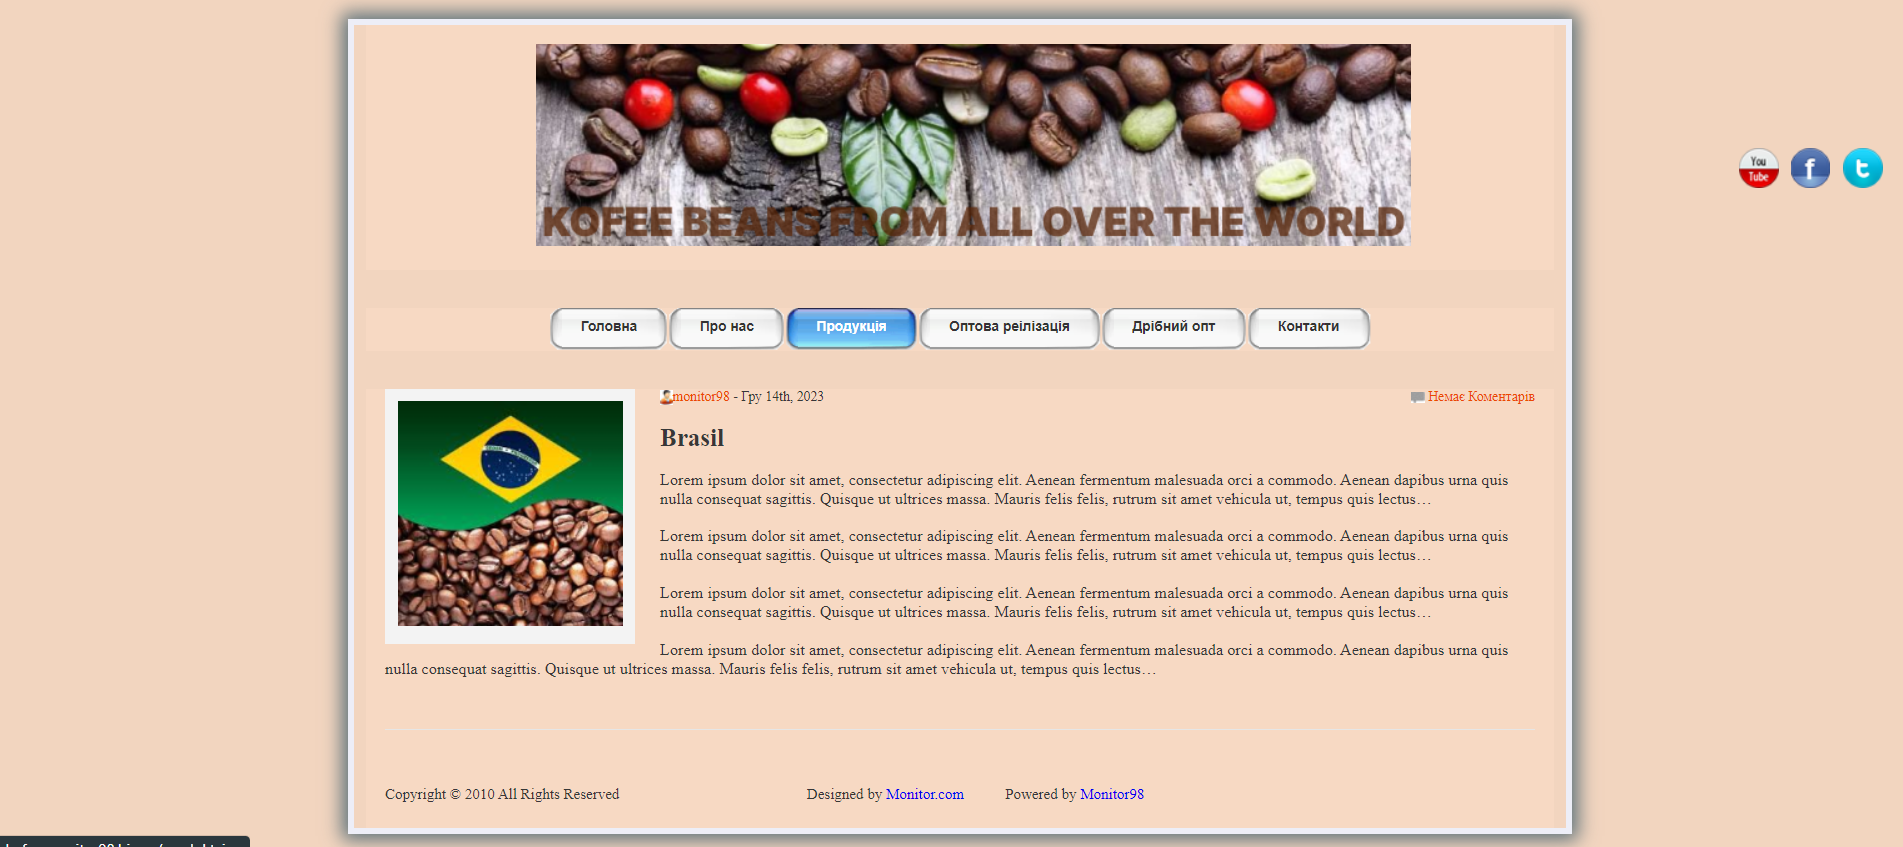 KOFEE BEANS FROM ALL OVER THE WORLD
You
Tube
f
t
Головна
Про нас
Продукція
Оптова реілізація
Дрібний опт
Контакти
monitor98 - Гру 14th, 2023
Немає Коментарів
Brasil
Lorem ipsum dolor sit amet, consectetur adipiscing elit. Aenean fermentum malesuada orci a commodo. Aenean dapibus urna quis
nulla consequat sagittis. Quisque ut ultrices massa. Mauris felis felis, rutrum sit amet vehicula ut, tempus quis lectus…
Lorem ipsum dolor sit amet, consectetur adipiscing elit. Aenean fermentum malesuada orci a commodo. Aenean dapibus urna quis
nulla consequat sagittis. Quisque ut ultrices massa. Mauris felis felis, rutrum sit amet vehicula ut, tempus quis lectus…
Lorem ipsum dolor sit amet, consectetur adipiscing elit. Aenean fermentum malesuada orci a commodo. Aenean dapibus urna quis
nulla consequat sagittis. Quisque ut ultrices massa. Mauris felis felis, rutrum sit amet vehicula ut, tempus quis lectus…
Lorem ipsum dolor sit amet, consectetur adipiscing elit. Aenean fermentum malesuada orci a commodo. Aenean dapibus urna quis
nulla consequat sagittis. Quisque ut ultrices massa. Mauris felis felis, rutrum sit amet vehicula ut, tempus quis lectus…
Copyright © 2010 All Rights Reserved
Designed by Monitor.com
Powered by Monitor98